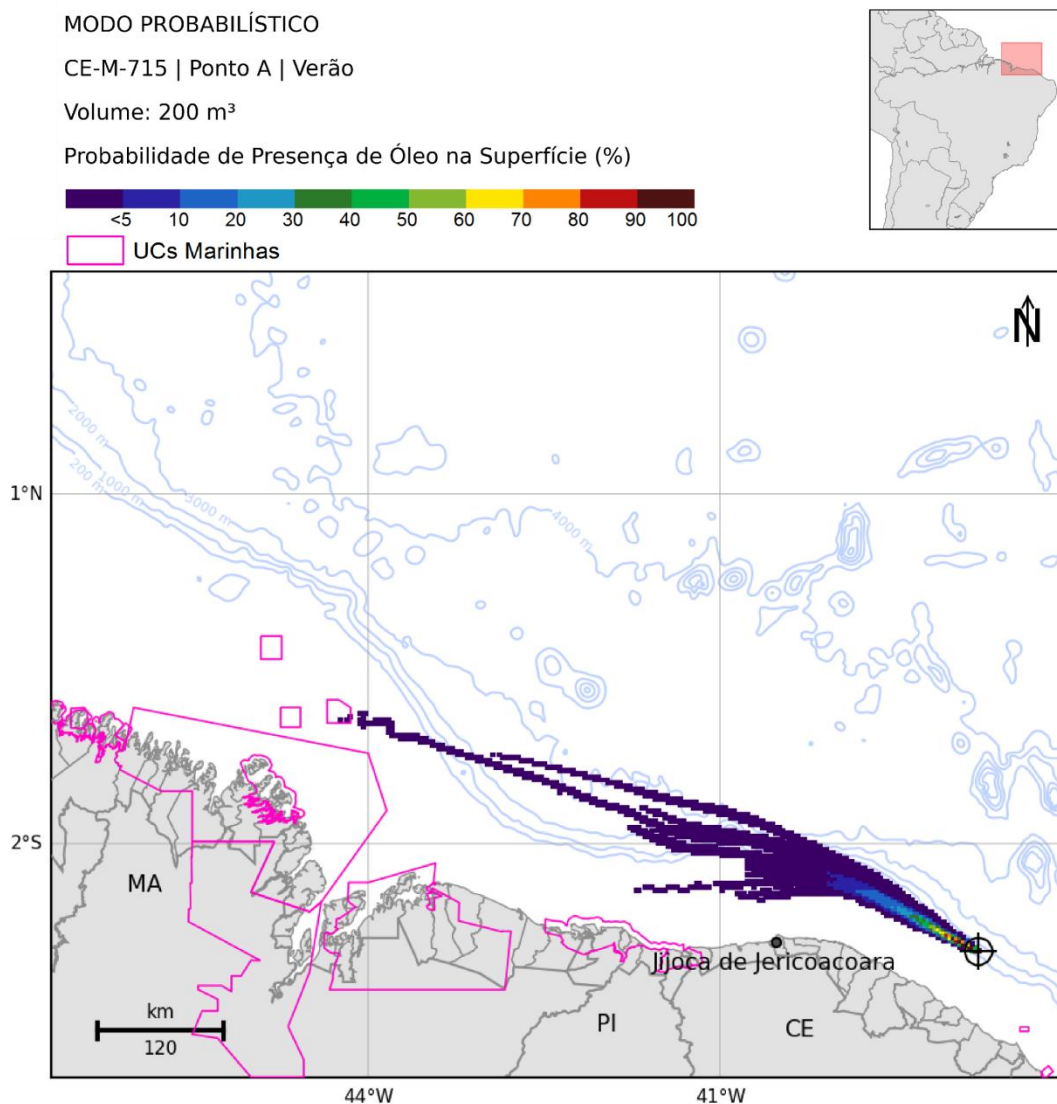 MODO PROBABILÍSTICO
CE-M-715 | Ponto A | Verão
Volume: 200 m³
Probabilidade de Presença de Óleo na Superfície (%)
<5 10 20 30 40 50 60 70 80 90 100
UCs Marinhas
N
2000 m
1000 m
200 m
3000 m
4000 m
1°N
2°S
MA
Jijoca de Jericoacoara
PI
CE
km
120
44°W
41°W